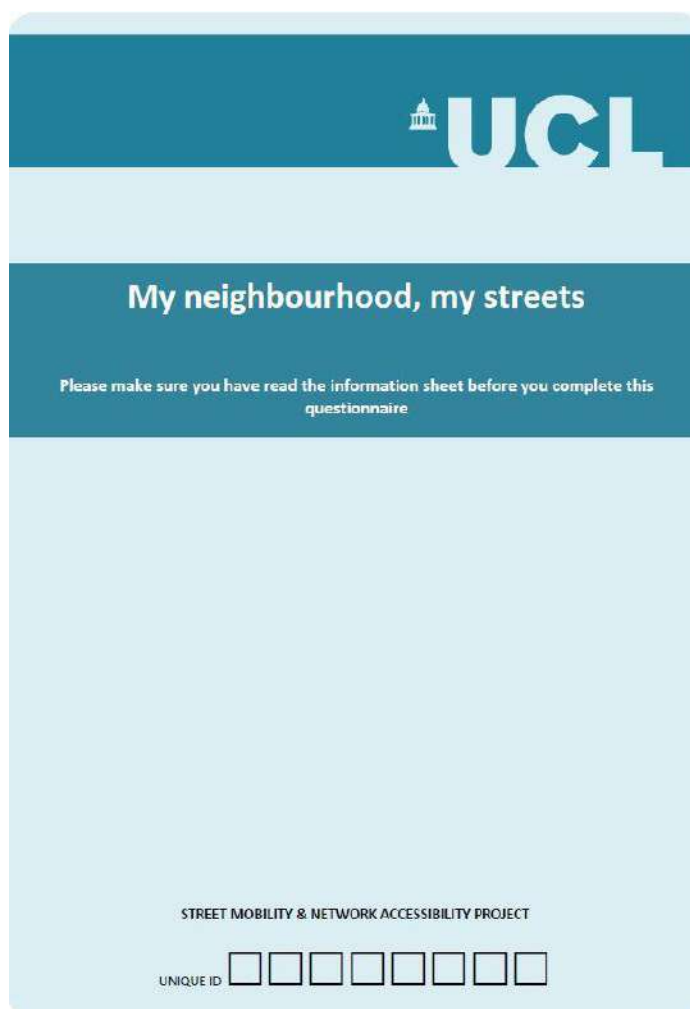 UCL
My neighbourhood, my streets
Please make sure you have read the information sheet before you complete this
questionnaire
STREET MOBILITY & NETWORK ACCESSIBILITY PROJECT
UNIQUE ID